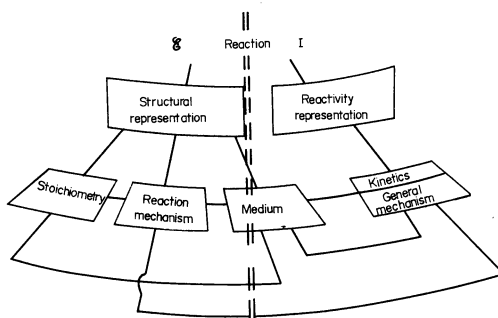 Reaction I
Structural
representation
Reactivity
representation
Stoichiometry
Reaction
mechanism
Medium
Kinetics
General
mechanism